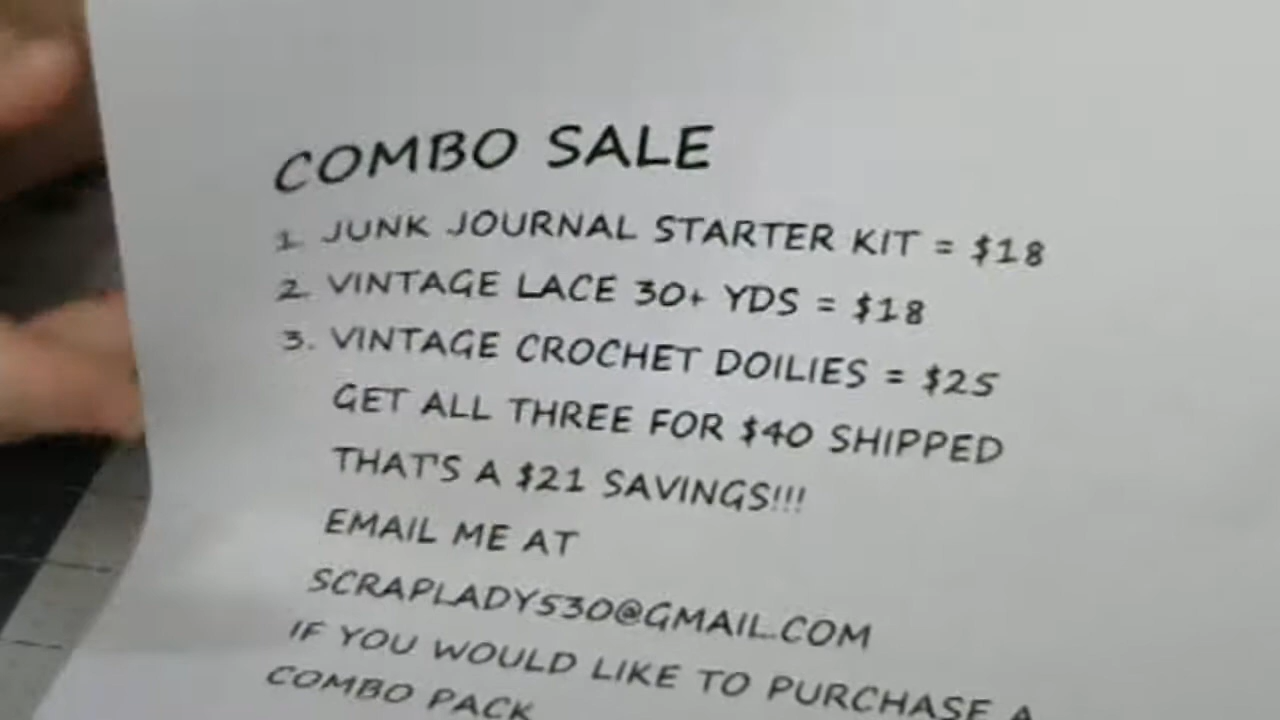 COMBO SALE
1. JUNK JOURNAL STARTER KIT = $18
2. VINTAGE LACE 30+ YDS = $18
3. VINTAGE CROCHET DOILIES = $25
GET ALL THREE FOR $40 SHIPPED
THAT'S A $21 SAVINGS!!!
EMAIL ME AT
SCRAPLADY530@GMAIL.COM
IF YOU WOULD LIKE TO PURCHASE A
COMBO PACK